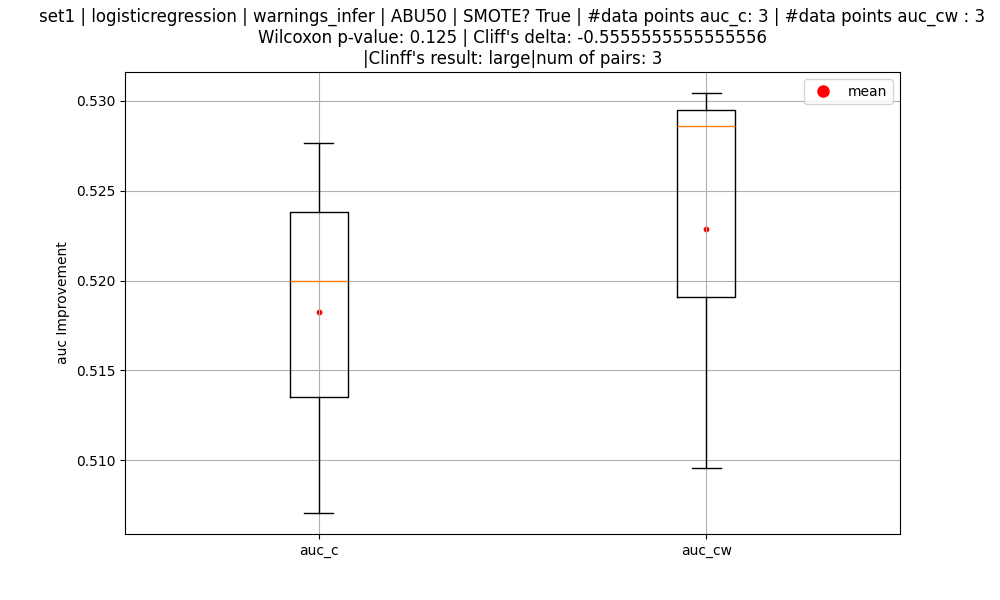 set1 | logisticregression | warnings_infer | ABU50 | SMOTE? True | #data points auc_c: 3 | #data points auc_cw : 3
Wilcoxon p-value: 0.125 | Cliff's delta: -0.5555555555555556
|Clinff's result: large|num of pairs: 3
mean
0.530
0.525
0.520
0.515
0.510
auc Improvement
auc_c
auc_cw